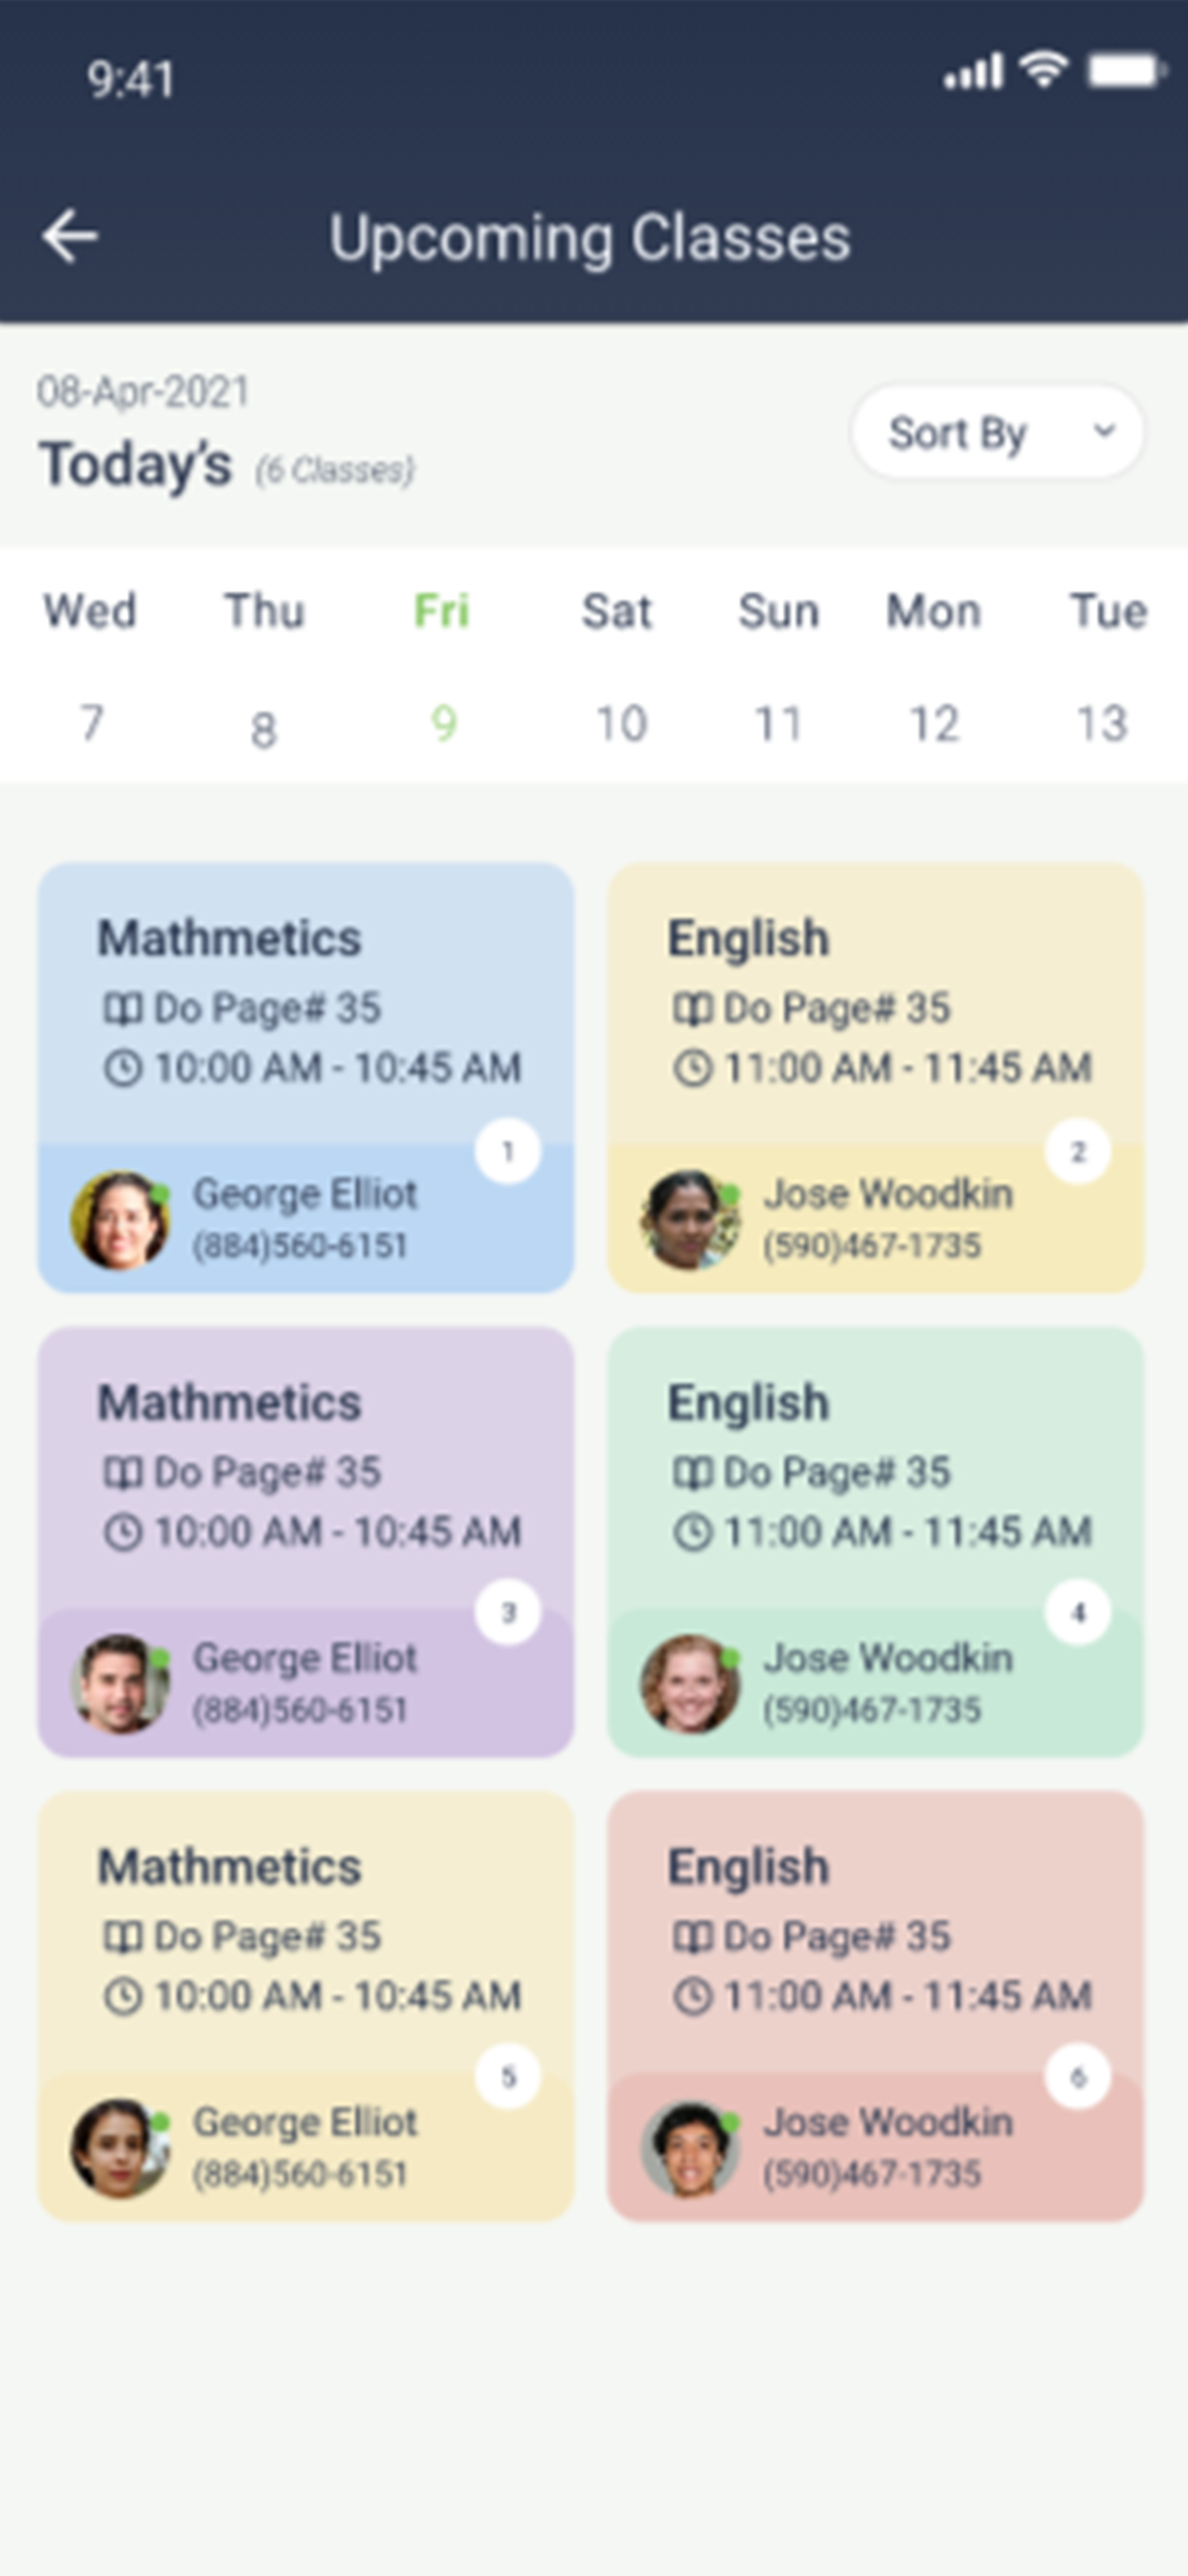 9:41
Upcoming Classes
08-Apr-2021
Today's (6 Classes)
Sort By
Wed Thu Fri Sat Sun Mon Tue
7 8 9 10 11 12 13
Mathmetics
Do Page# 35
10:00 AM - 10:45 AM
1
George Elliot
(884)560-6151
English
Do Page# 35
11:00 AM - 11:45 AM
2
Jose Woodkin
(590)467-1735
Mathmetics
Do Page# 35
10:00 AM - 10:45 AM
3
George Elliot
(884)560-6151
English
Do Page# 35
11:00 AM - 11:45 AM
4
Jose Woodkin
(590)467-1735
Mathmetics
Do Page# 35
10:00 AM - 10:45 AM
5
George Elliot
(884)560-6151
English
Do Page# 35
11:00 AM - 11:45 AM
6
Jose Woodkin
(590)467-1735